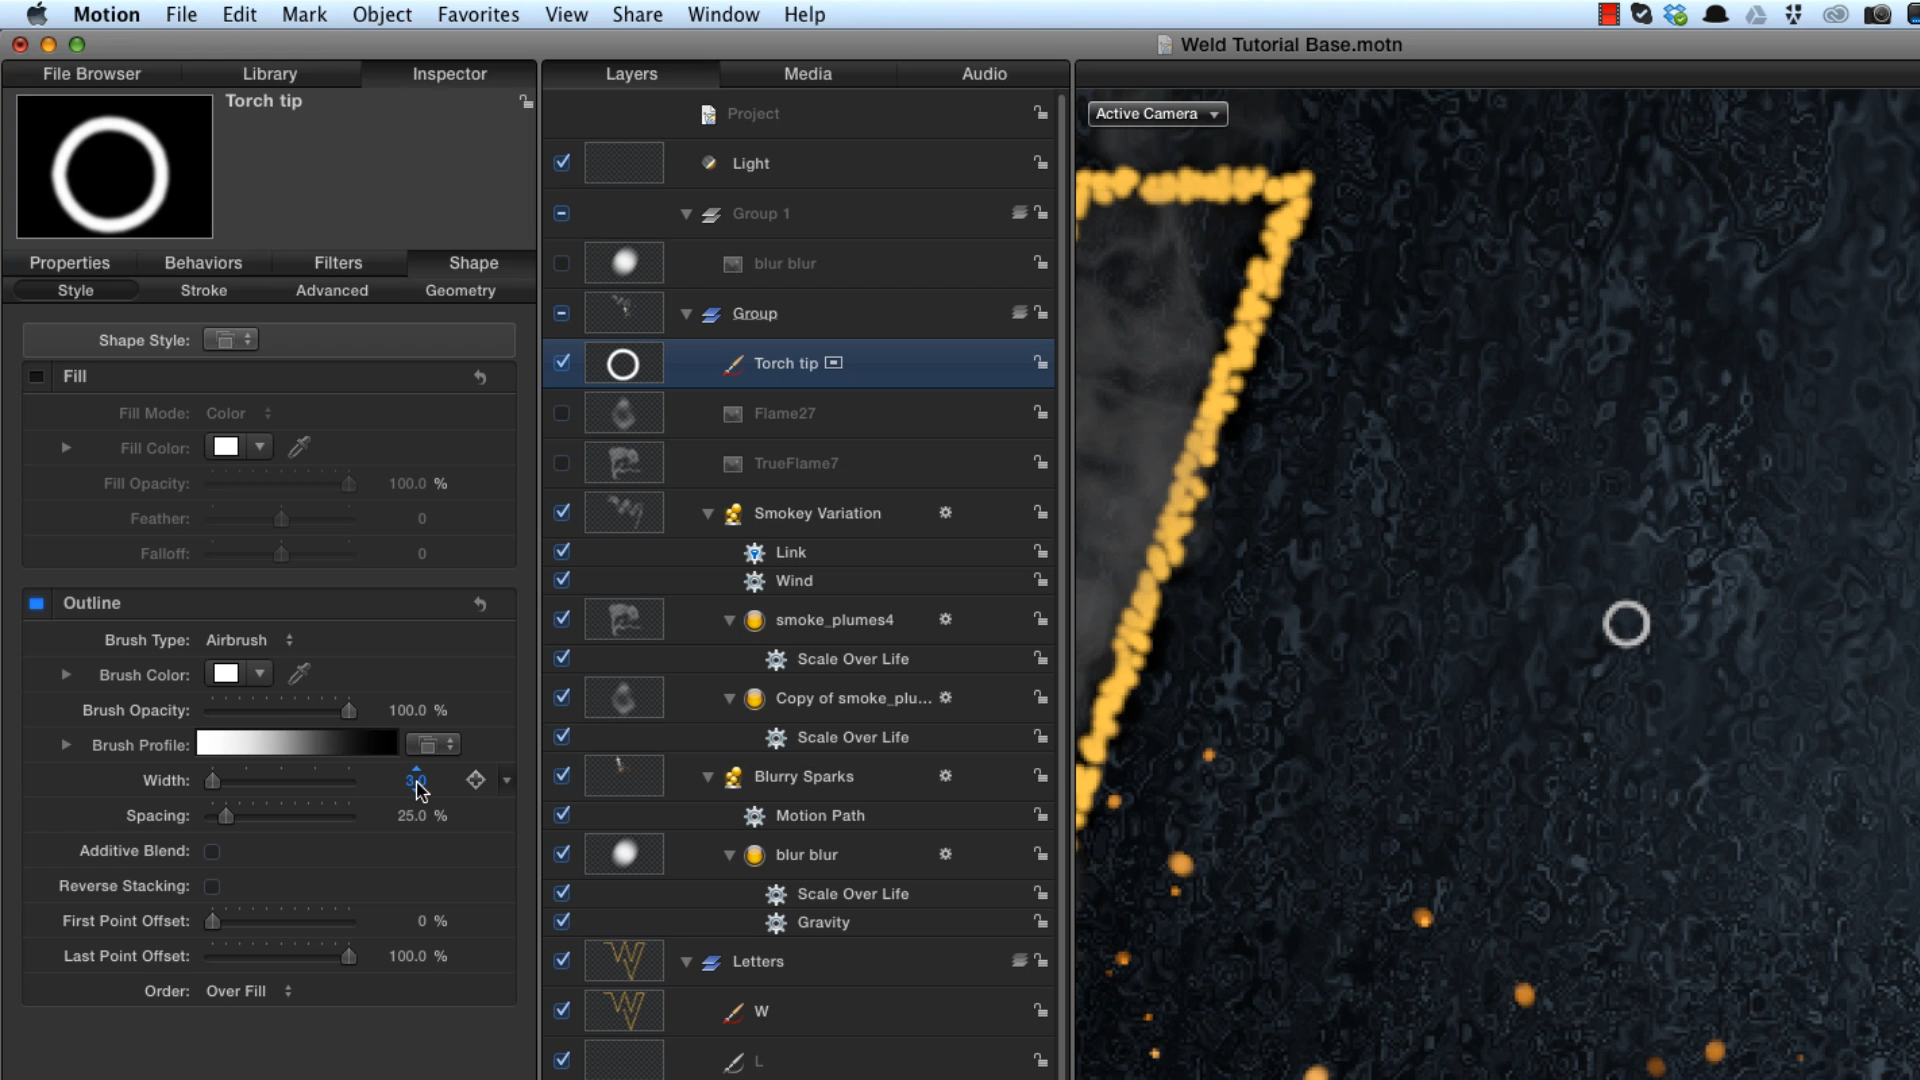 Motion File Edit Mark Object Favorites View Share Window Help
Weld Tutorial Base.motn
File Browser Library Inspector
Torch tip
Properties Behaviors Filters Shape
Style Stroke Advanced Geometry
Shape Style:
Fill
Fill Mode: Color
Fill Color:
Fill Opacity: 100.0 %
Feather: 0
Falloff: 0
Outline
Brush Type: Airbrush
Brush Color:
Brush Opacity: 100.0 %
Brush Profile:
Width: 3.0
Spacing: 25.0 %
Additive Blend:
Reverse Stacking:
First Point Offset: 0 %
Last Point Offset: 100.0 %
Order: Over Fill
Layers Media Audio
Project
Light
Group 1
blur blur
Group
Torch tip
Flame27
TrueFlame7
Smokey Variation
Link
Wind
smoke_plumes4
Scale Over Life
Copy of smoke_plu...
Scale Over Life
Blurry Sparks
Motion Path
blur blur
Scale Over Life
Gravity
Letters
W
L
Active Camera